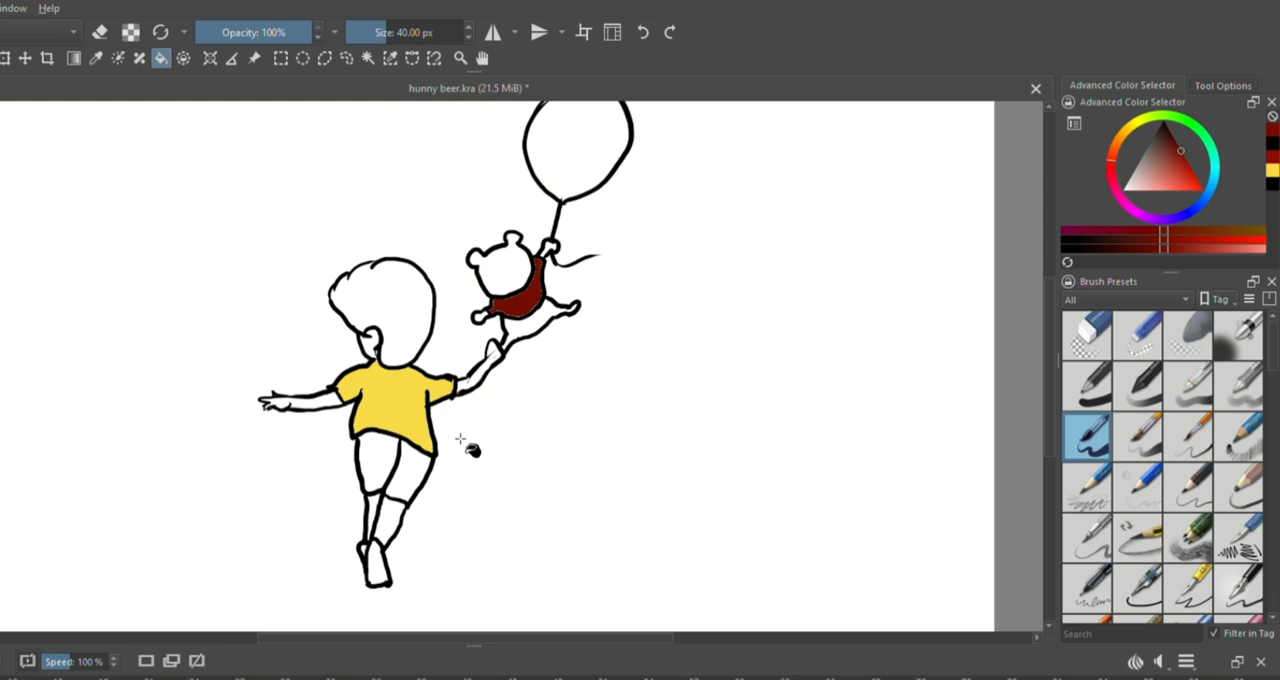 indow Help
Opacity: 100% Size: 40.00 px
hunny beer.kra (21.5 MiB) *
Advanced Color Selector Tool Options
Advanced Color Selector
Brush Presets
All Tag
Search Filter in Tag
Speed: 100 %